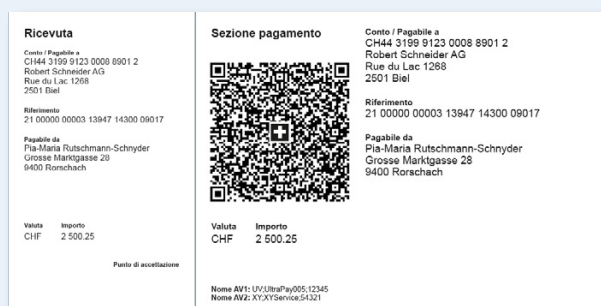 Ricevuta
Conto / Pagabile a
CH44 3199 9123 0008 8901 2
Robert Schneider AG
Rue du Lac 1268
2501 Biel
Riferimento
21 00000 00003 13947 14300 09017
Pagabile da
Pia-Maria Rutschmann-Schnyder
Grosse Marktgasse 28
9400 Rorschach
Valuta Importo
CHF 2 500.25
Punto di accettazione
Sezione pagamento
Valuta Importo
CHF 2 500.25
Nome AV1: UV;UltraPay005;12345
Nome AV2: XY;XYService;54321
Conto / Pagabile a
CH44 3199 9123 0008 8901 2
Robert Schneider AG
Rue du Lac 1268
2501 Biel
Riferimento
21 00000 00003 13947 14300 09017
Pagabile da
Pia-Maria Rutschmann-Schnyder
Grosse Marktgasse 28
9400 Rorschach